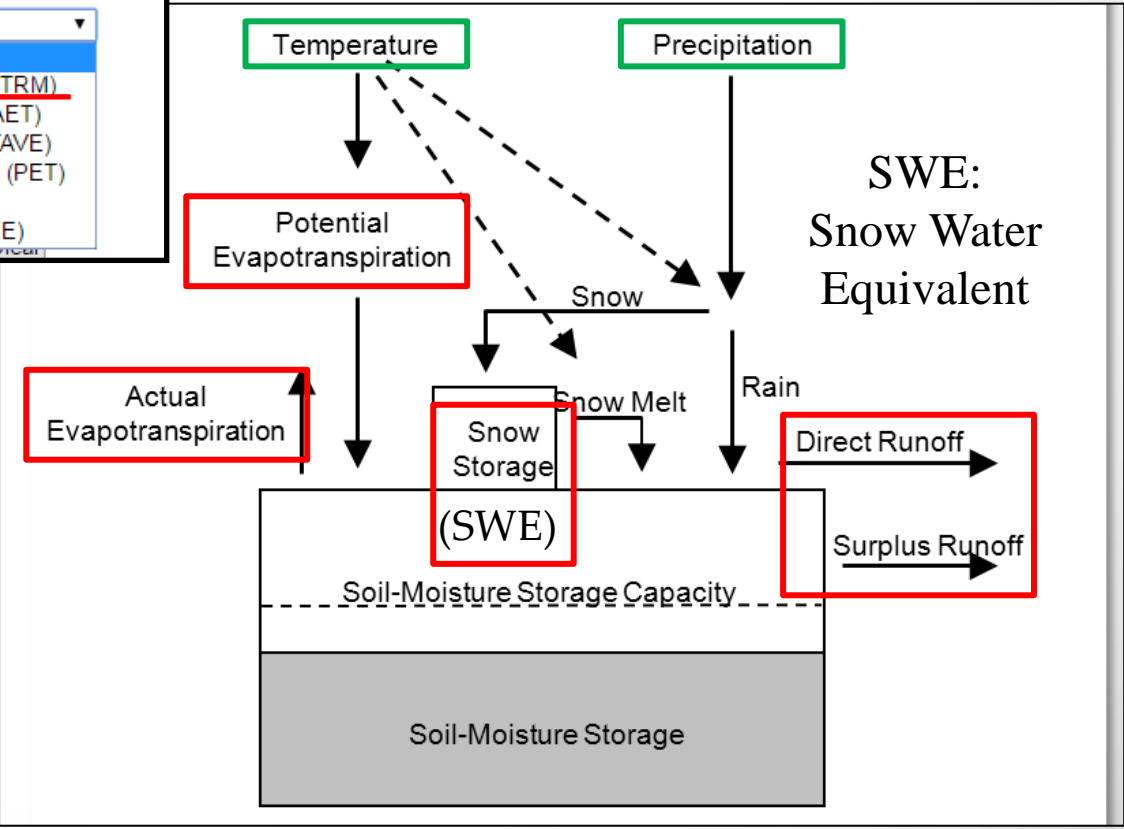 TRM)
AET)
AVE)
(PET)
E)
Temperature
Precipitation
SWE:
Snow Water
Equivalent
Potential
Evapotranspiration
Snow
Actual
Evapotranspiration
Snow Melt
Rain
Snow
Storage
(SWE)
Direct Runoff
Surplus Runoff
Soil-Moisture Storage Capacity
Soil-Moisture Storage